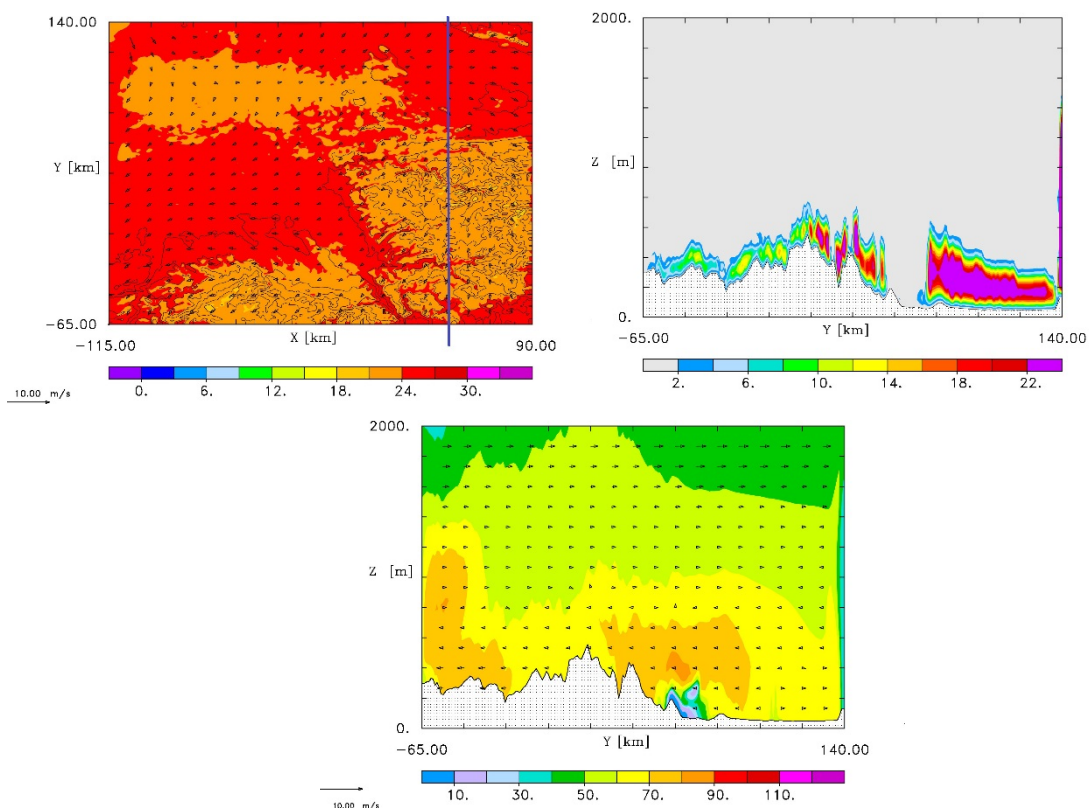 140.00
Y [km]
−65.00
X [km]
−115.00
90.00
0. 6. 12. 18. 24. 30.
10.00 m/s
2000.
Z [m]
0.
−65.00
Y [km]
140.00
2. 6. 10. 14. 18. 22.
2000.
Z [m]
0.
−65.00
Y [km]
140.00
10. 30. 50. 70. 90. 110.
10.00 m/s